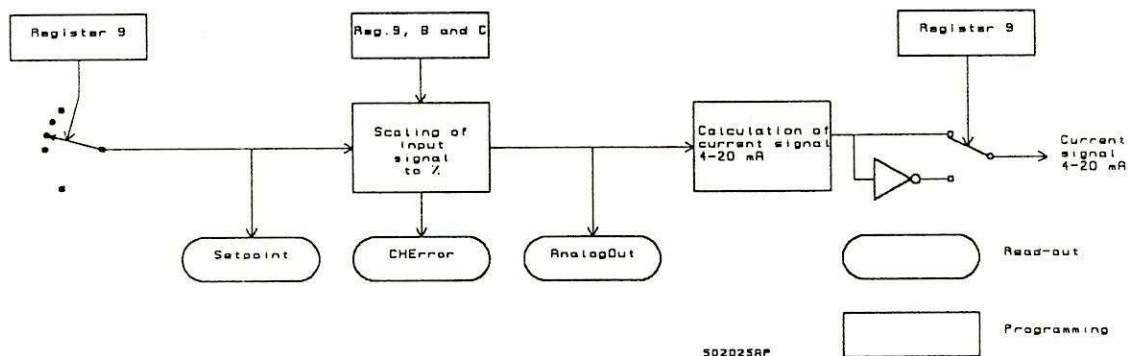 Register 9
Reg.9, B and C
Register 9
Scaling of
input
signal
to %
Calculation of
current signal
4-20 mA
Current
signal
4-20 mA
Setpoint
CHError
AnalogOut
Read-out
Programming
502025AP